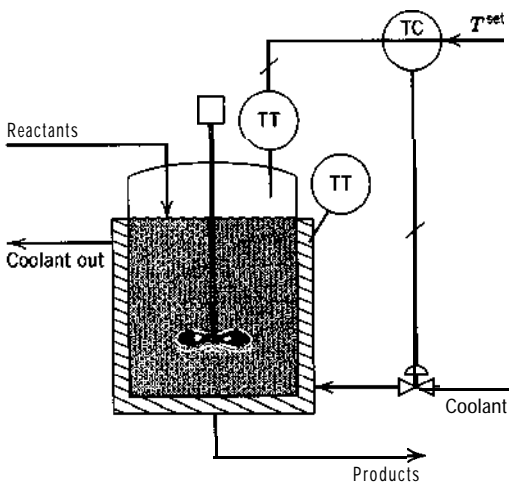 TC
T set
TT
Reactants
TT
Coolant out
Coolant
Products